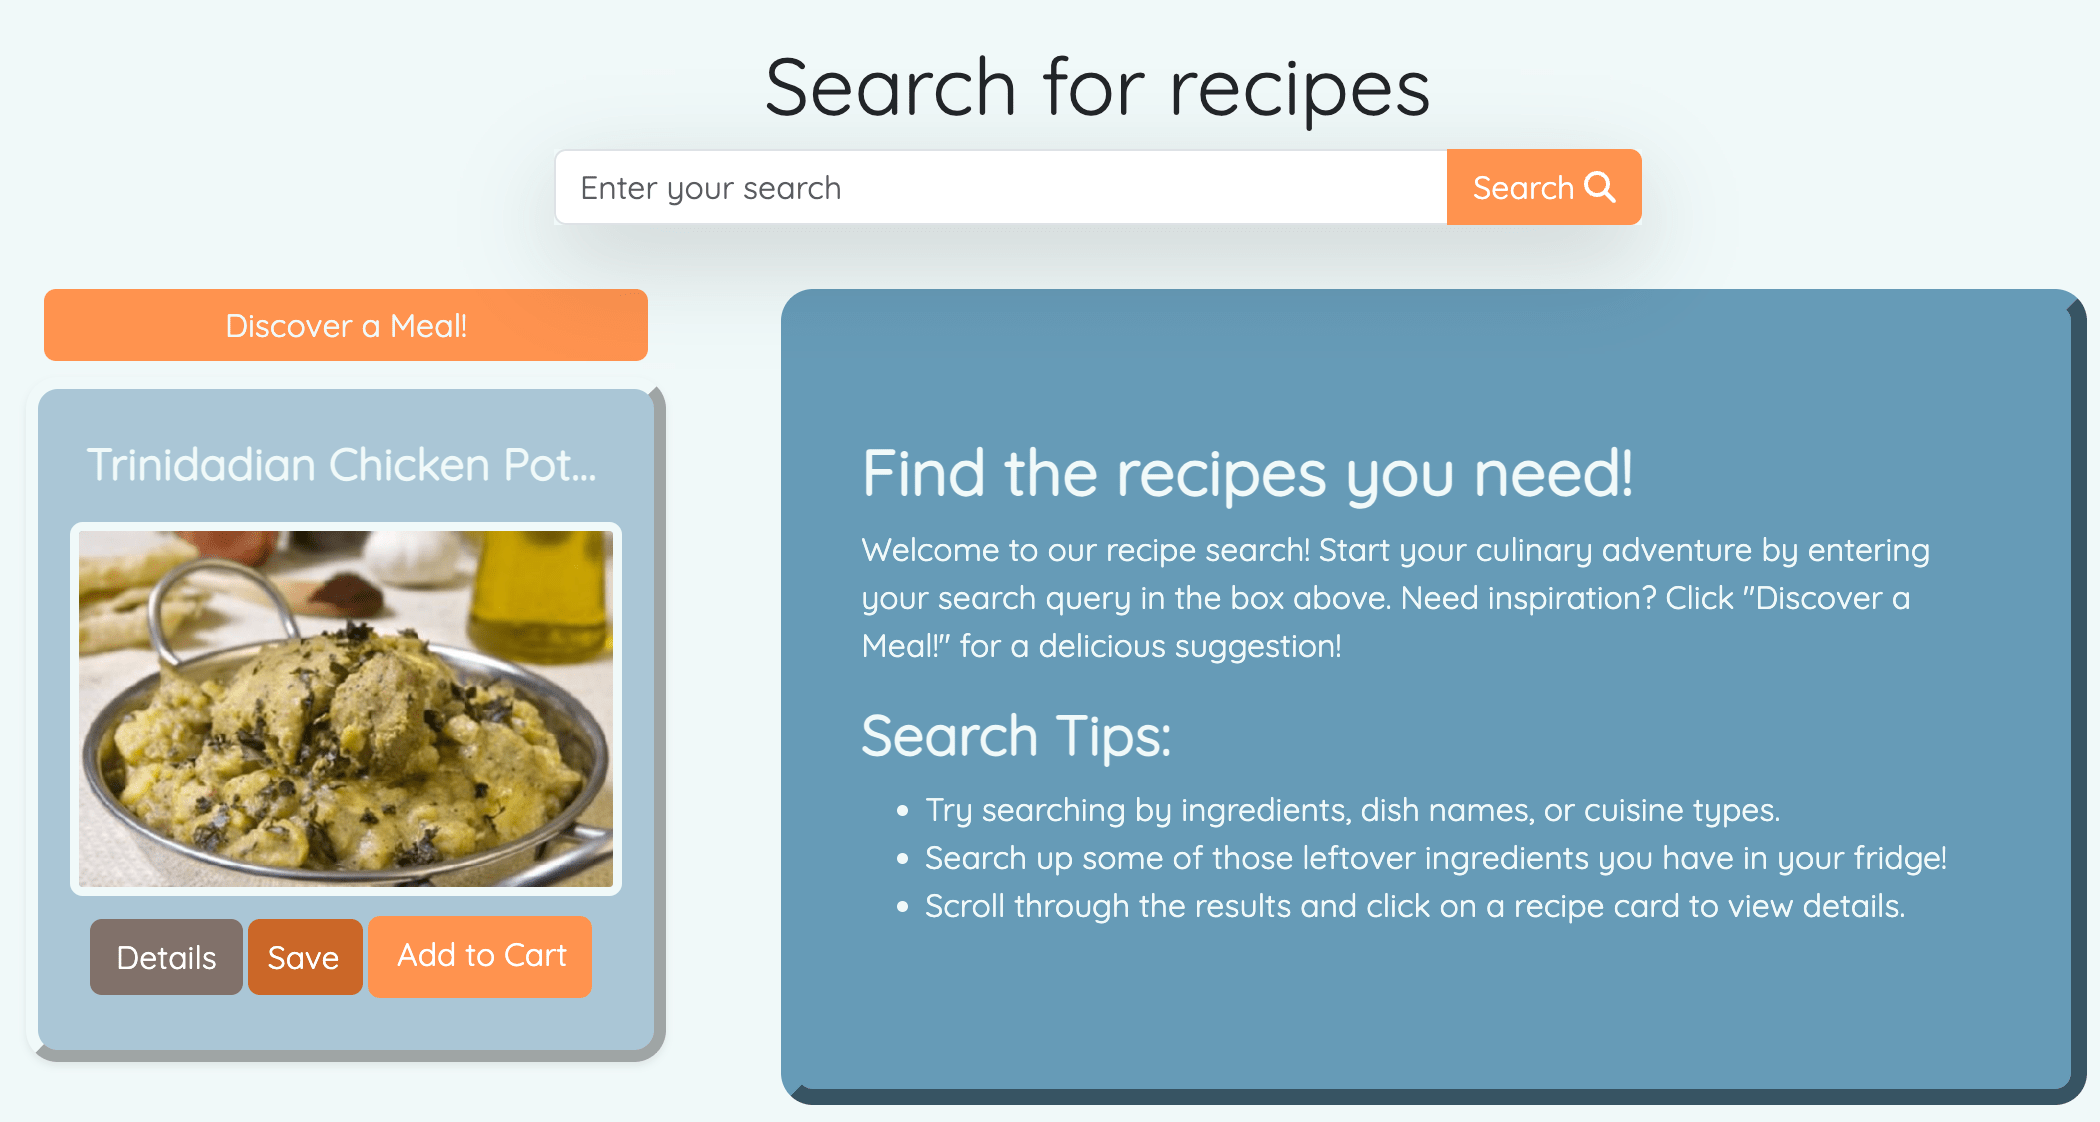 Search for recipes
Enter your search
Search
Discover a Meal!
Trinidadian Chicken Pot...
Details
Save
Add to Cart
Find the recipes you need!
Welcome to our recipe search! Start your culinary adventure by entering
your search query in the box above. Need inspiration? Click "Discover a
Meal!" for a delicious suggestion!
Search Tips:
• Try searching by ingredients, dish names, or cuisine types.
• Search up some of those leftover ingredients you have in your fridge!
• Scroll through the results and click on a recipe card to view details.